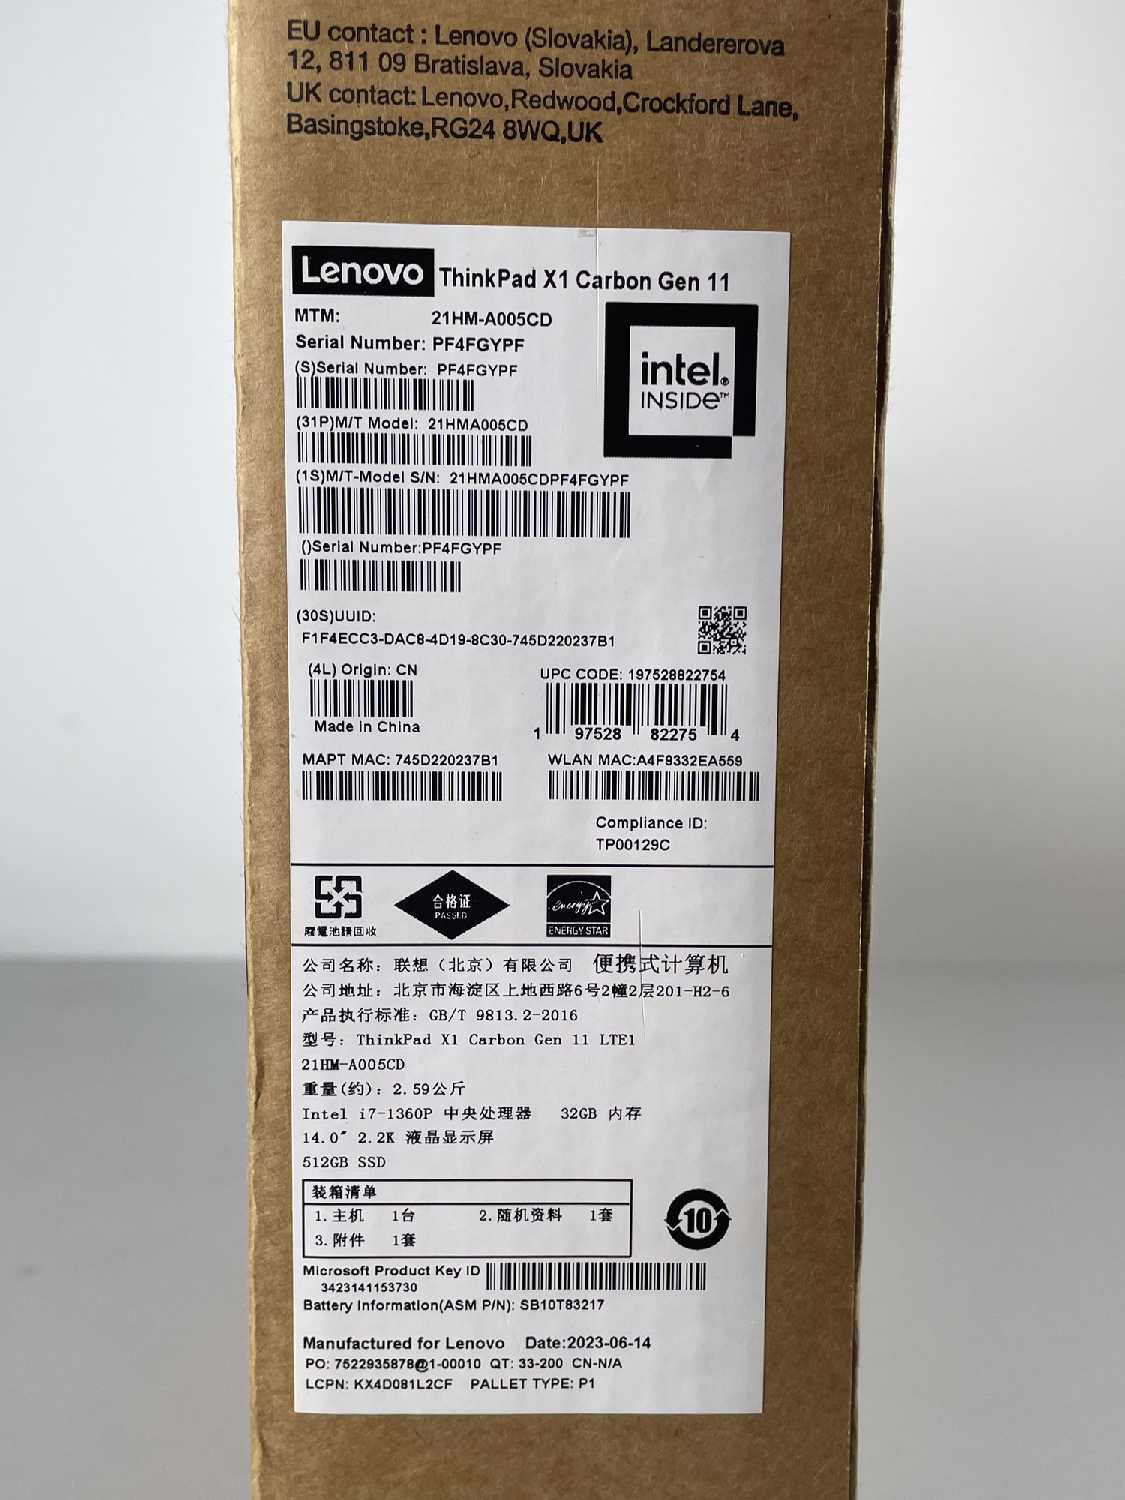 EU contact : Lenovo (Slovakia), Landererova
12, 811 09 Bratislava, Slovakia
UK contact: Lenovo,Redwood,Crockford Lane,
Basingstoke,RG24 8WQ,UK
Lenovo ThinkPad X1 Carbon Gen 11
MTM: 21HM-A005CD
Serial Number: PF4FGYPF
(S)Serial Number: PF4FGYPF
intel®
INSIDe™
(31P)M/T Model: 21HMA005CD
(1S)M/T-Model S/N: 21HMA005CDPF4FGYPF
()Serial Number:PF4FGYPF
(30S)UUID:
F1F4ECC3-DAC8-4D19-8C30-745D220237B1
(4L) Origin: CN
Made in China
UPC CODE: 197528822754
1 97528 82275 4
MAPT MAC: 745D220237B1 WLAN MAC:A4F9332EA559
Compliance ID:
TP00129C
廢電池請回收
合格证
PASSED
energy
ENERGY STAR
公司名称: 联想（北京）有限公司 便携式计算机
公司地址: 北京市海淀区上地西路6号2幢2层201-H2-6
产品执行标准: GB/T 9813.2-2016
型号: ThinkPad X1 Carbon Gen 11 LTE1
21HM-A005CD
重量(约): 2.59公斤
Intel i7-1360P 中央处理器 32GB 内存
14.0″ 2.2K 液晶显示屏
512GB SSD
装箱清单
1.主机 1台 2.随机资料 1套
3.附件 1套
10
Microsoft Product Key ID
3423141153730
Battery Information(ASM P/N): SB10T83217
Manufactured for Lenovo Date:2023-06-14
PO: 7522935878@1-00010 QT: 33-200 CN-N/A
LCPN: KX4D081L2CF PALLET TYPE: P1